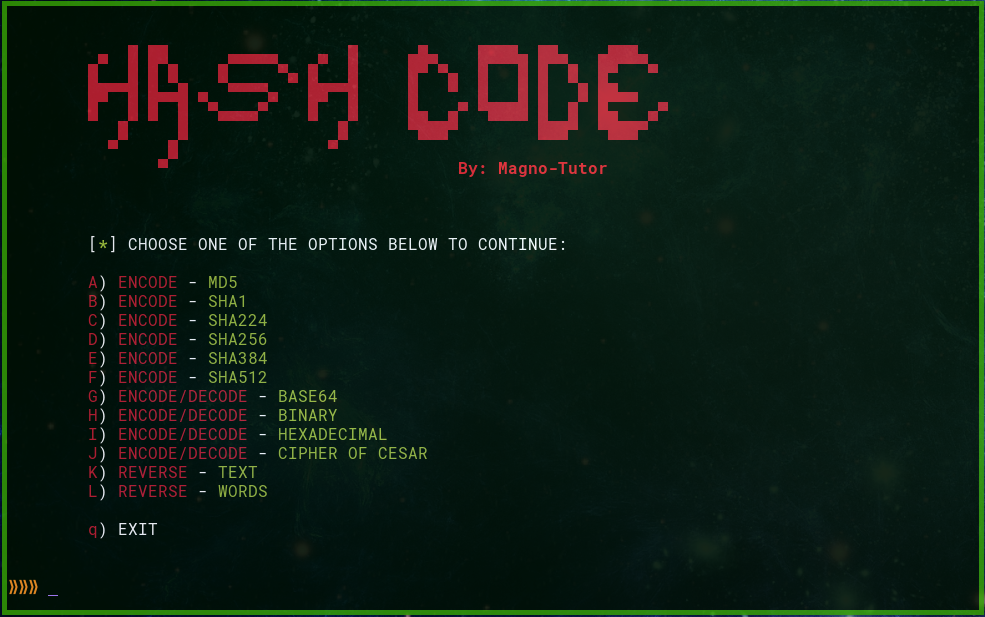 HASH CODE
By: Magno-Tutor
[*] CHOOSE ONE OF THE OPTIONS BELOW TO CONTINUE:
A) ENCODE - MD5
B) ENCODE - SHA1
C) ENCODE - SHA224
D) ENCODE - SHA256
E) ENCODE - SHA384
F) ENCODE - SHA512
G) ENCODE/DECODE - BASE64
H) ENCODE/DECODE - BINARY
I) ENCODE/DECODE - HEXADECIMAL
J) ENCODE/DECODE - CIPHER OF CESAR
K) REVERSE - TEXT
L) REVERSE - WORDS
q) EXIT
⟫⟫⟫ _